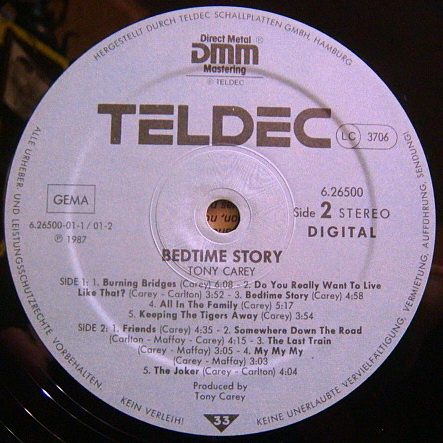 HERGESTELLT DURCH TELDEC SCHALLPLATTEN GMBH, HAMBURG
Direct Metal ®
DMM
Mastering
℗ TELDEC
TELDEC
LC 3706
GEMA
6.26500
6.26500-01-1/01-2
Side 2 STEREO
℗ 1987
DIGITAL
BEDTIME STORY
TONY CAREY
SIDE 1: 1. Burning Bridges (Carey) 6:08 - 2. Do You Really Want To Live
Like That? (Carey - Carlton) 3:52 - 3. Bedtime Story (Carey) 4:58
4. All In The Family (Carey) 5:17
5. Keeping The Tigers Away (Carey) 3:54
SIDE 2: 1. Friends (Carey) 4:35 - 2. Somewhere Down The Road
(Carlton - Maffay - Carey) 4:15 - 3. The Last Train
(Carey - Maffay) 3:05 - 4. My My My
(Carey - Maffay) 3:03
5. The Joker (Carey - Carlton) 4:04
Produced by
Tony Carey
33
ALLE URHEBER- UND LEISTUNGSSCHUTZRECHTE VORBEHALTEN.
KEIN VERLEIH!
KEINE UNERLAUBTE VERVIELFÄLTIGUNG, VERMIETUNG, AUFFÜHRUNG, SENDUNG!